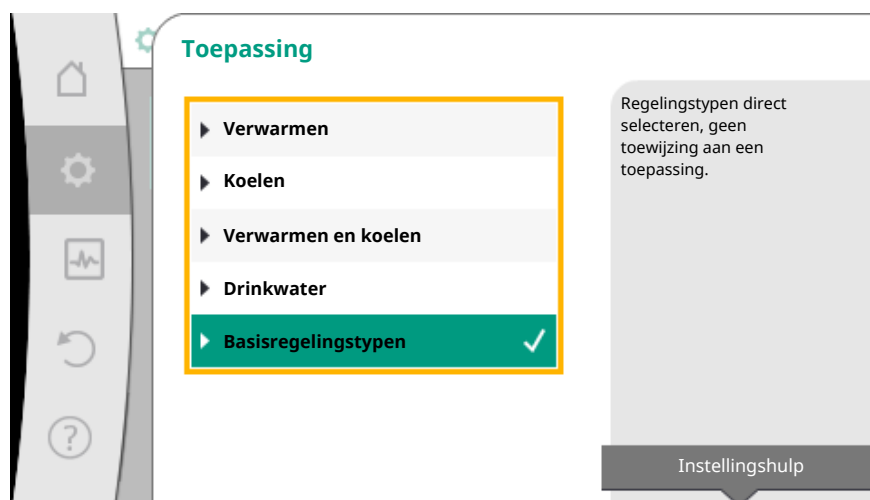 Toepassing
Verwarmen
Koelen
Verwarmen en koelen
Drinkwater
Basisregelingstypen
Regelingstypen direct
selecteren, geen
toewijzing aan een
toepassing.
Instellingshulp
?